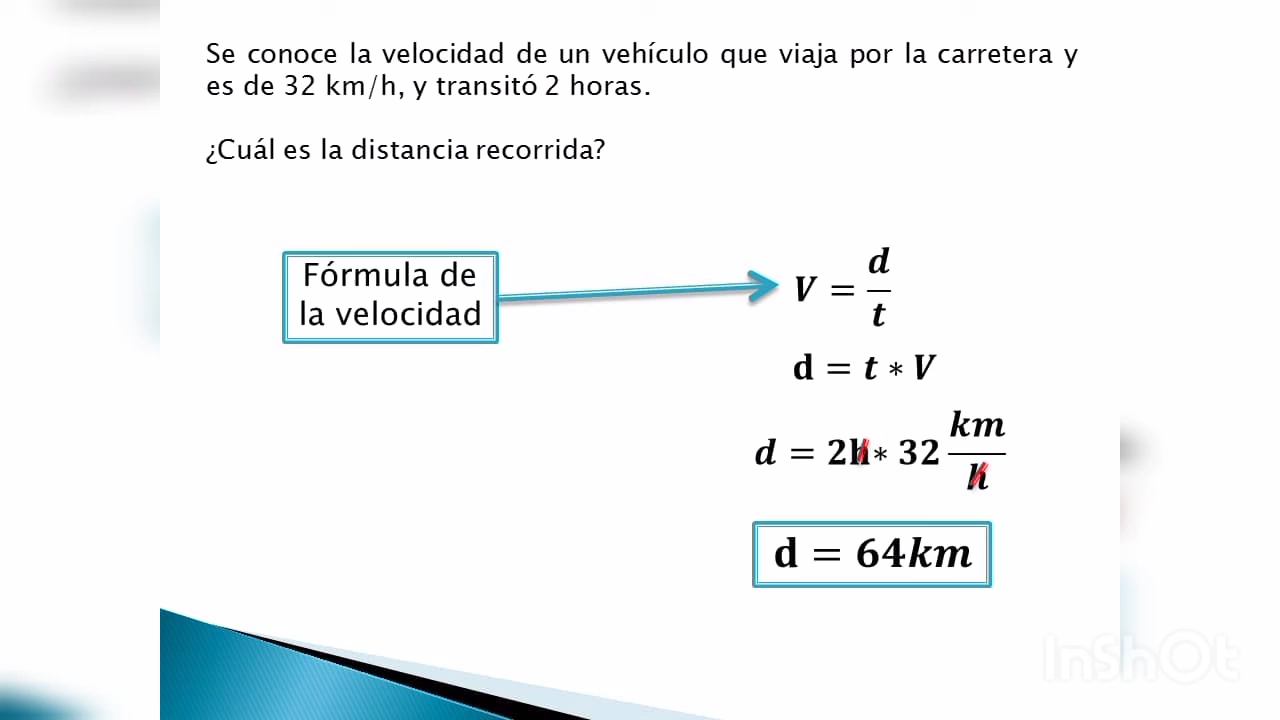 Se conoce la velocidad de un vehículo que viaja por la carretera y
es de 32 km/h, y transitó 2 horas.
¿Cuál es la distancia recorrida?
Fórmula de
la velocidad
V = d/t
d = t * V
d = 2h * 32 km/h
d = 64km
InShOt